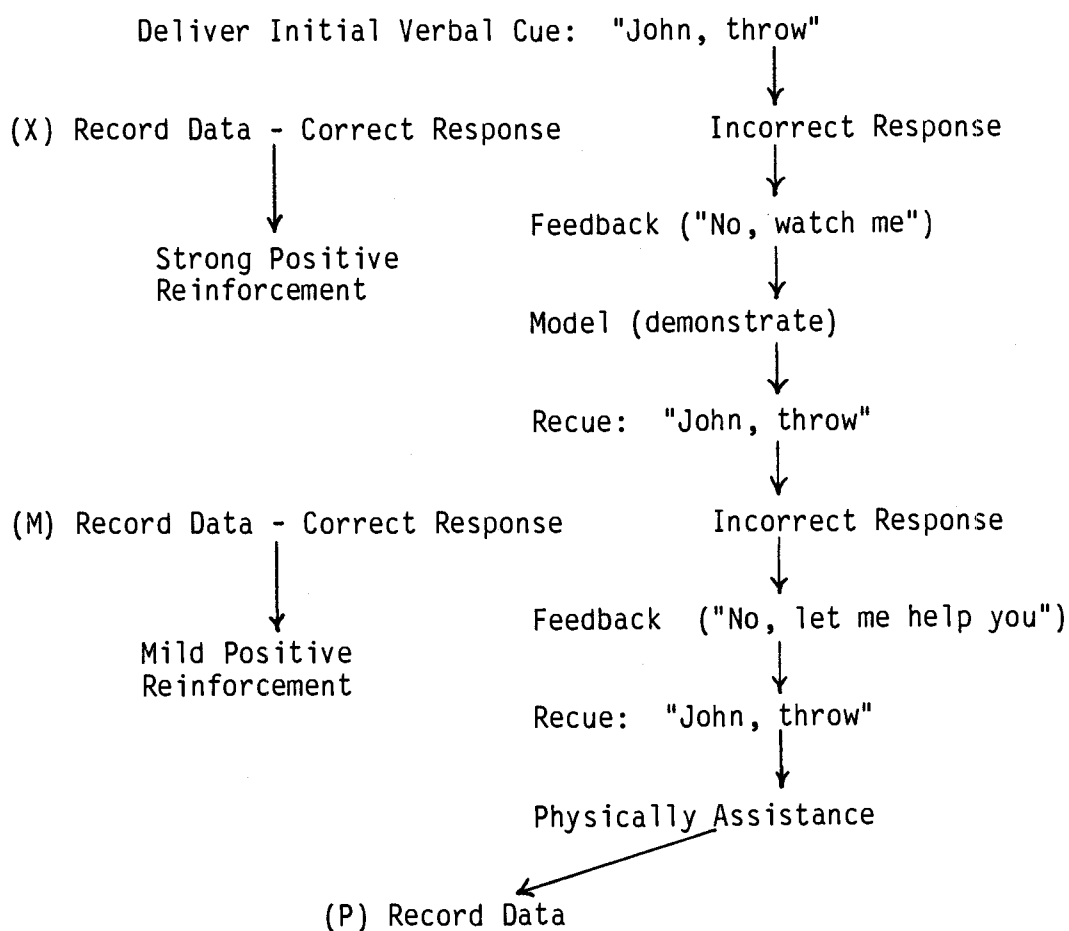 Deliver Initial Verbal Cue: "John, throw"
(X) Record Data - Correct Response
Incorrect Response
Strong Positive
Reinforcement
Feedback ("No, watch me")
Model (demonstrate)
Recue: "John, throw"
(M) Record Data - Correct Response
Incorrect Response
Mild Positive
Reinforcement
Feedback ("No, let me help you")
Recue: "John, throw"
Physically Assistance
(P) Record Data